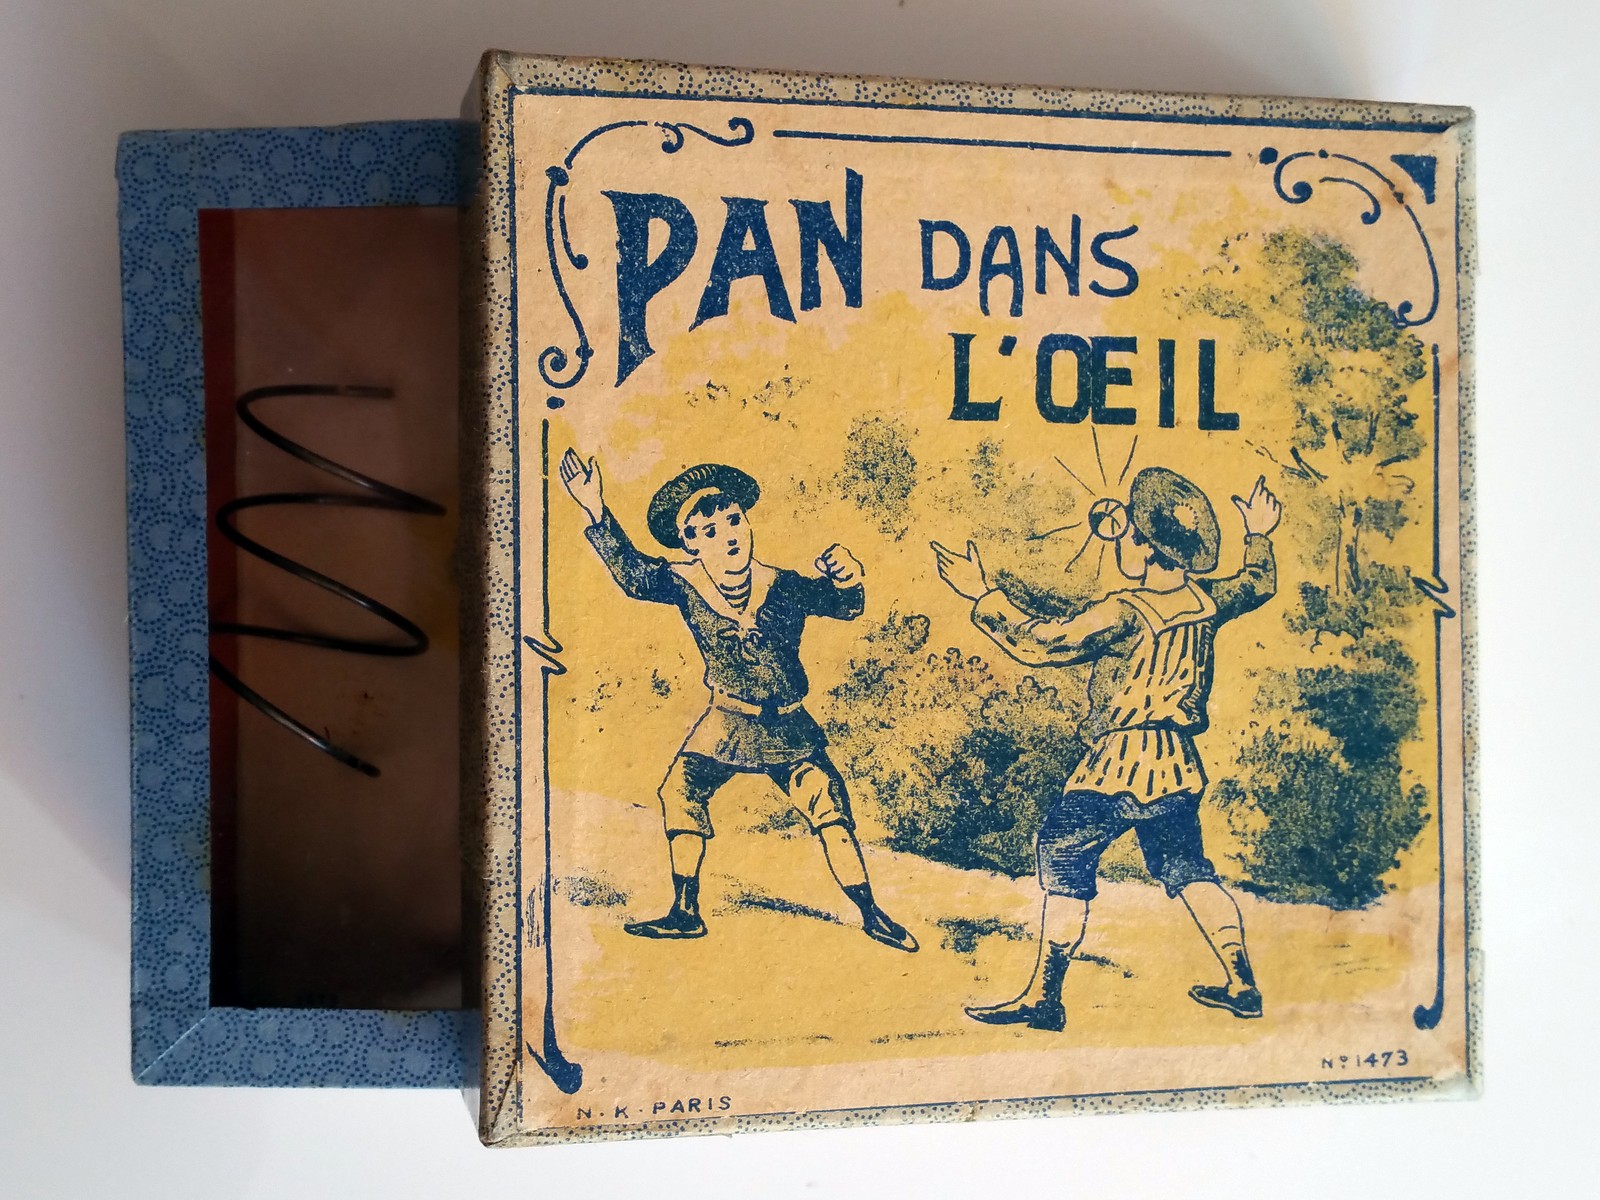 PAN DANS
L'ŒIL
Nº 1473
N.K. PARIS